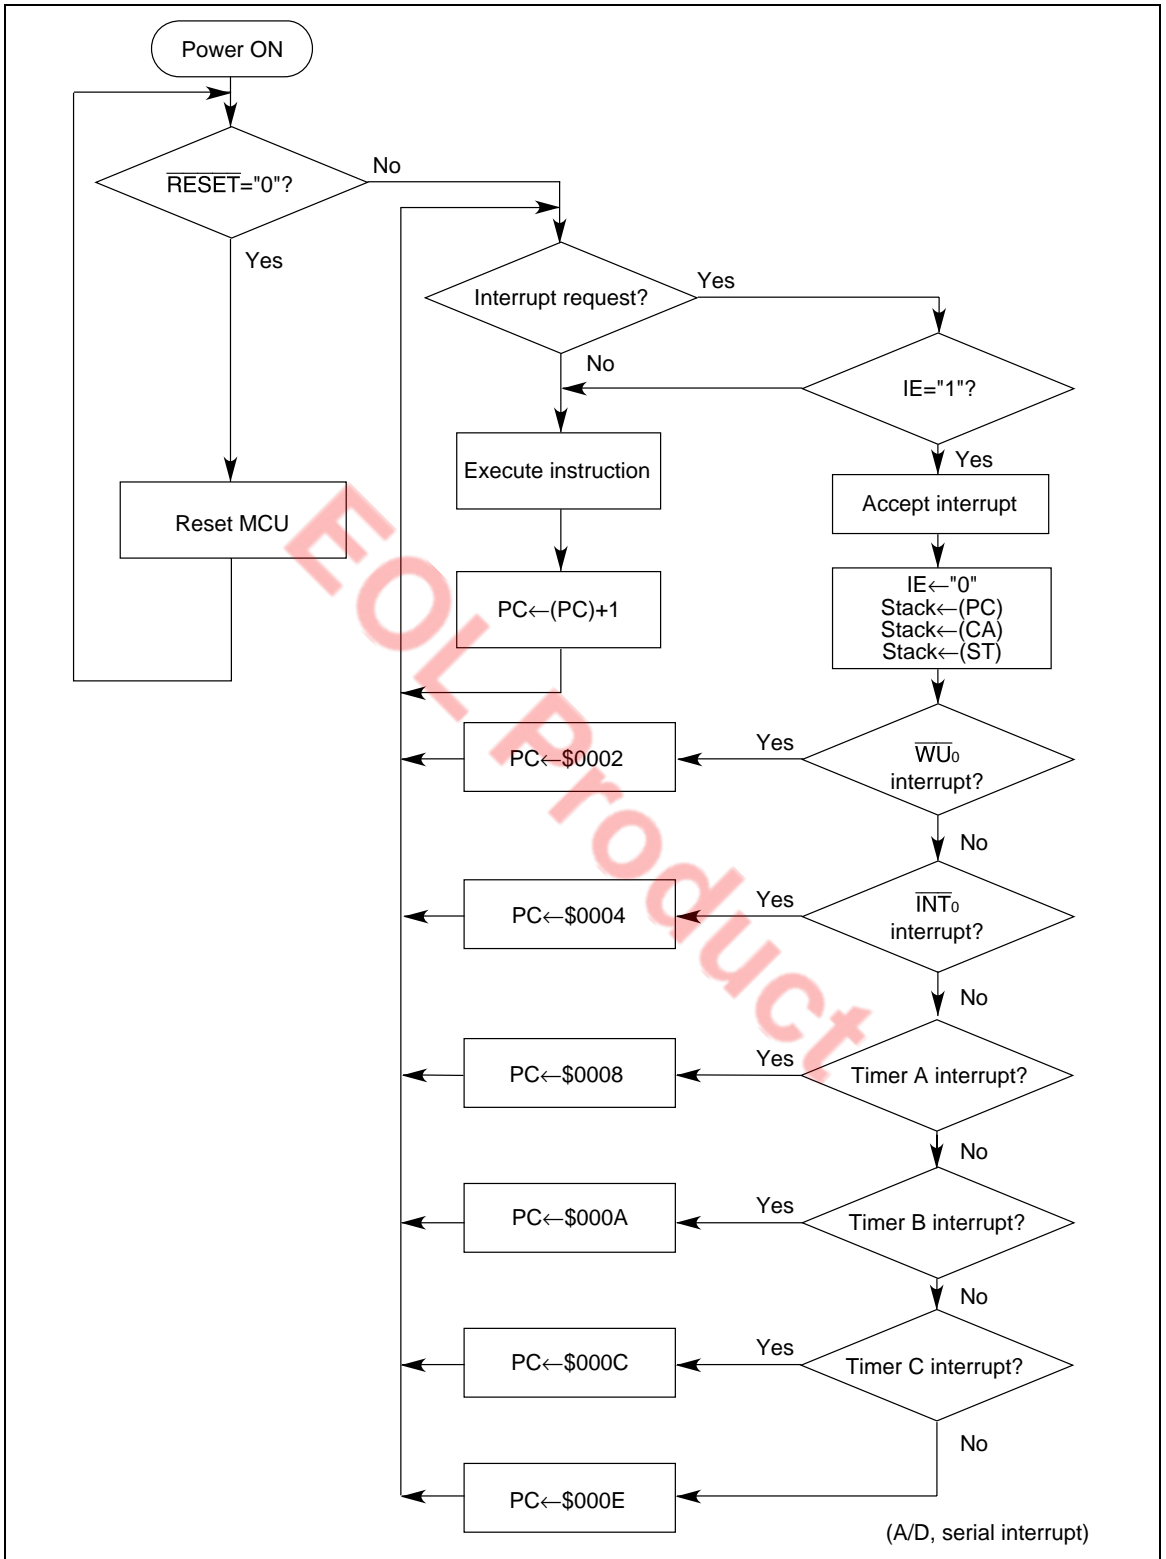 Power ON
RESET="0"?
No
Yes
Interrupt request?
Yes
No
IE="1"?
Yes
Execute instruction
Accept interrupt
Reset MCU
PC←(PC)+1
IE←"0"
Stack←(PC)
Stack←(CA)
Stack←(ST)
PC←$0002
Yes
WU0
interrupt?
No
PC←$0004
Yes
INT0
interrupt?
No
PC←$0008
Yes
Timer A interrupt?
No
PC←$000A
Yes
Timer B interrupt?
No
PC←$000C
Yes
Timer C interrupt?
No
PC←$000E
(A/D, serial interrupt)
EOL Product